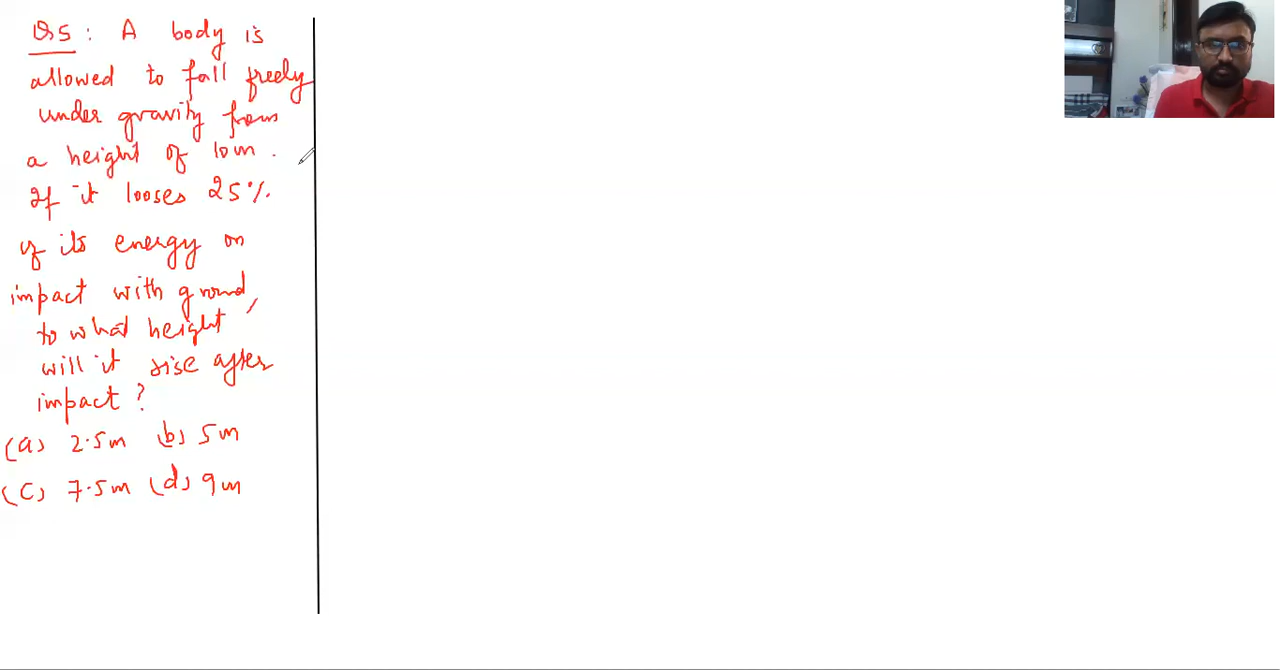 Q.5 : A body is
allowed to fall freely
under gravity from
a height of 10m.
If it looses 25%
of its energy on
impact with ground,
to what height
will it rise after
impact?
(a) 2.5m (b) 5m
(c) 7.5m (d) 9m